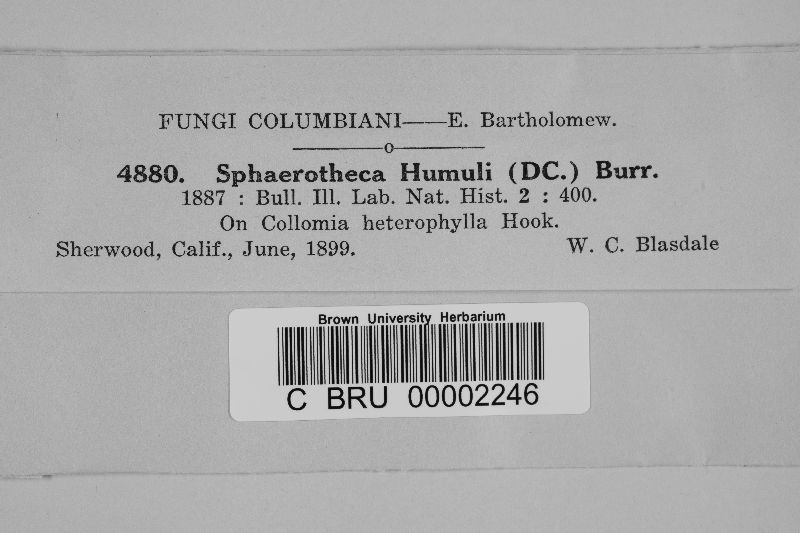 FUNGI COLUMBIANI——E. Bartholomew.
4880. Sphaerotheca Humuli (DC.) Burr.
1887 : Bull. Ill. Lab. Nat. Hist. 2 : 400.
On Collomia heterophylla Hook.
Sherwood, Calif., June, 1899. W. C. Blasdale
Brown University Herbarium
C BRU 00002246